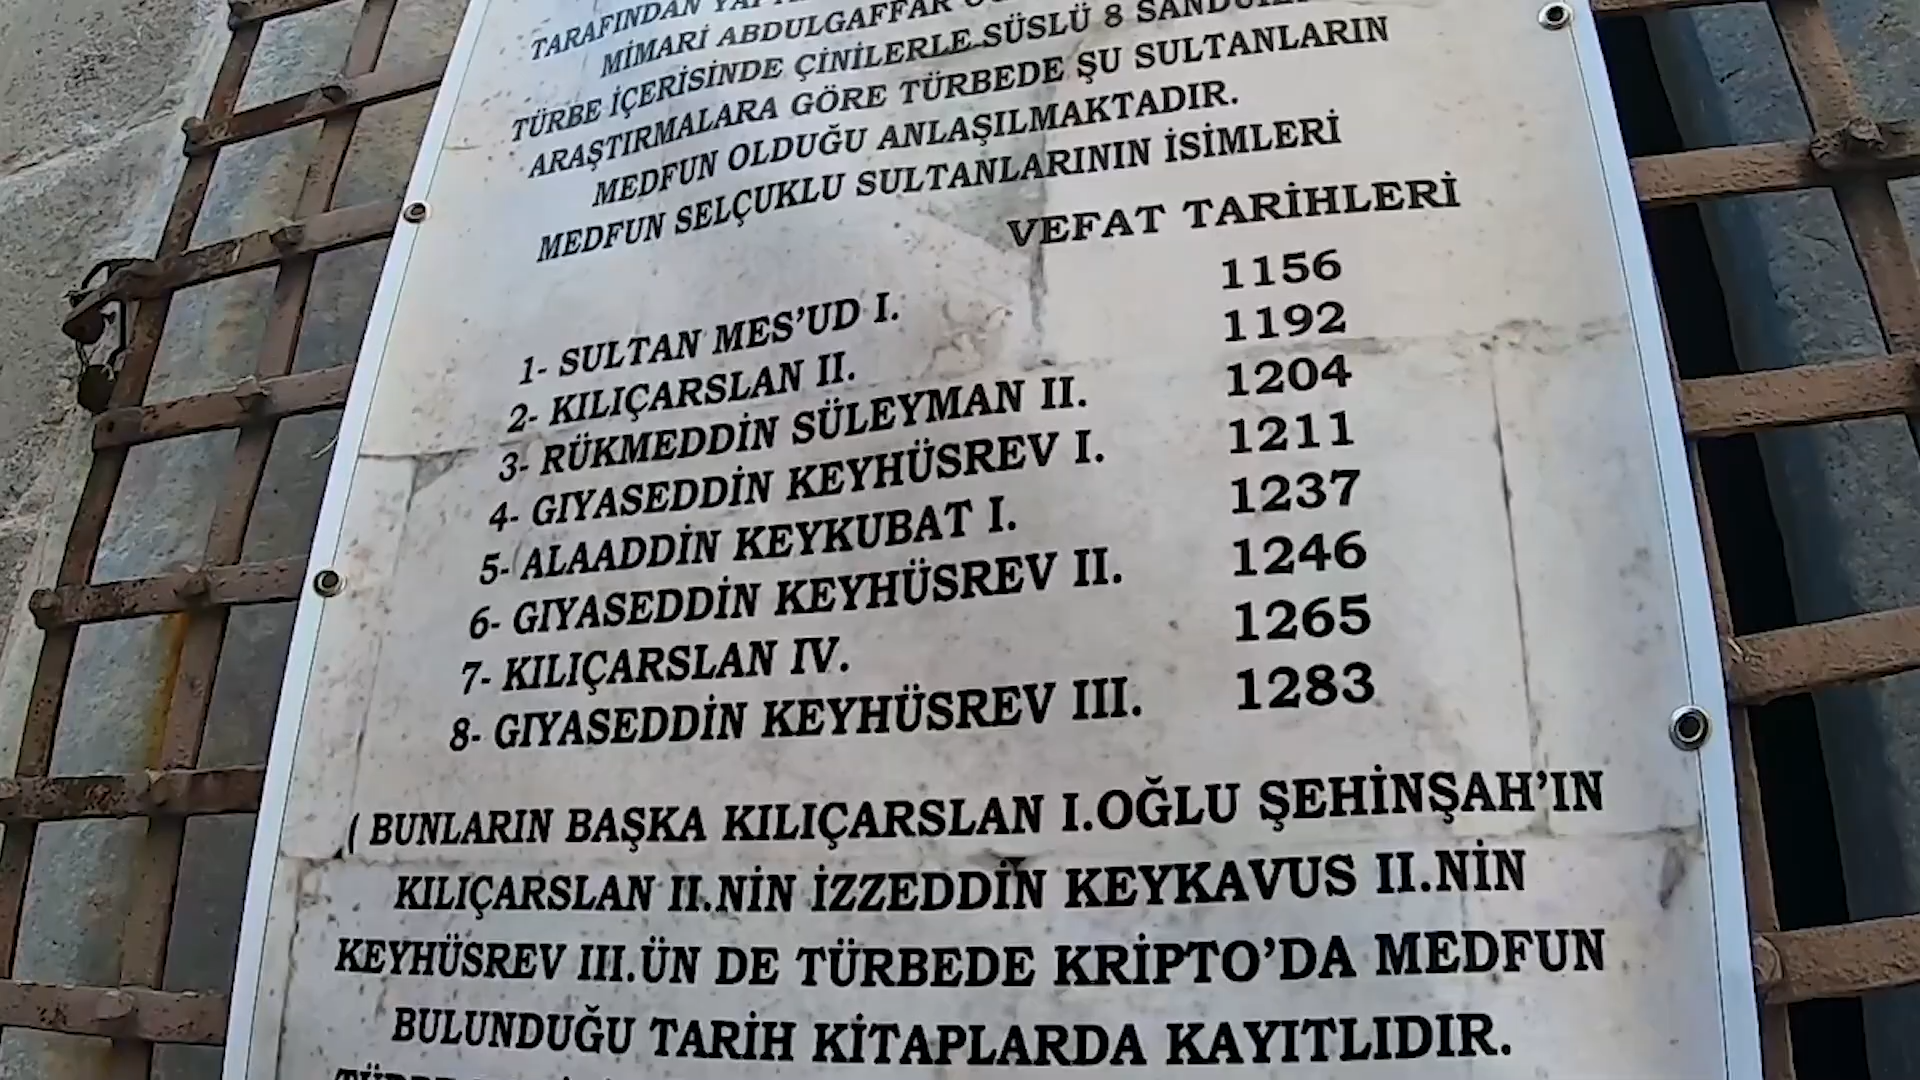 TARAFINDAN
MİMARİ ABDULGAFFAR
TÜRBE İÇERİSİNDE ÇİNİLERLE SÜSLÜ 8
ARAŞTIRMALARA GÖRE TÜRBEDE ŞU SULTANLARIN
MEDFUN OLDUĞU ANLAŞILMAKTADIR.
MEDFUN SELÇUKLU SULTANLARININ İSİMLERİ
VEFAT TARİHLERİ
1- SULTAN MES'UD I. 1156
2- KILIÇARSLAN II. 1192
3- RÜKMEDDİN SÜLEYMAN II. 1204
4- GIYASEDDİN KEYHÜSREV I. 1211
5- ALAADDİN KEYKUBAT I. 1237
6- GIYASEDDİN KEYHÜSREV II. 1246
7- KILIÇARSLAN IV. 1265
8- GIYASEDDİN KEYHÜSREV III. 1283
( BUNLARIN BAŞKA KILIÇARSLAN I.OĞLU ŞEHİNŞAH'IN
KILIÇARSLAN II.NİN İZZEDDİN KEYKAVUS II.NİN
KEYHÜSREV III.ÜN DE TÜRBEDE KRİPTO'DA MEDFUN
BULUNDUĞU TARİH KİTAPLARDA KAYITLIDIR.